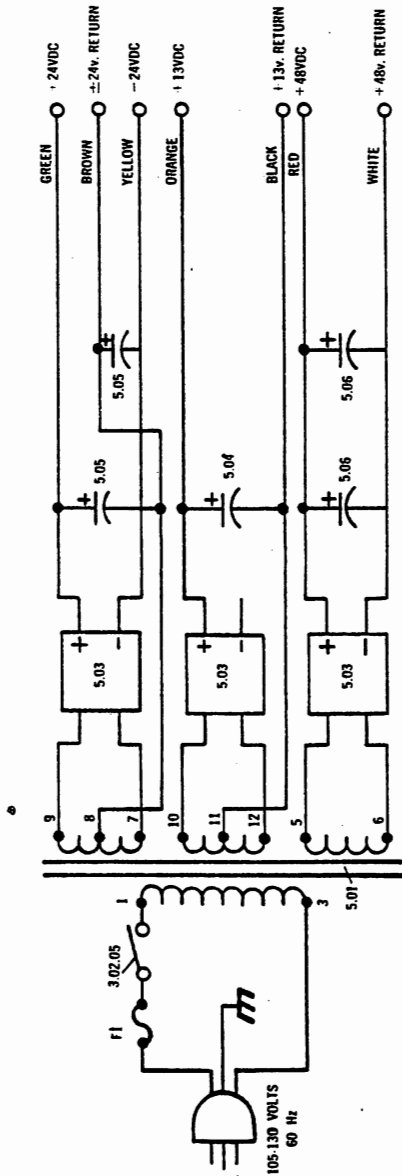 GREEN
+ 24VDC
BROWN
±24v. RETURN
YELLOW
- 24VDC
ORANGE
+ 13VDC
BLACK
+ 13v. RETURN
RED
+ 48VDC
WHITE
+ 48v. RETURN
5.05
5.05
5.04
5.06
5.06
+
-
5.03
+
-
5.03
+
-
5.03
9
8
7
10
11
12
5
6
5.01
1
3
3.02.05
F1
105-130 VOLTS
60 Hz